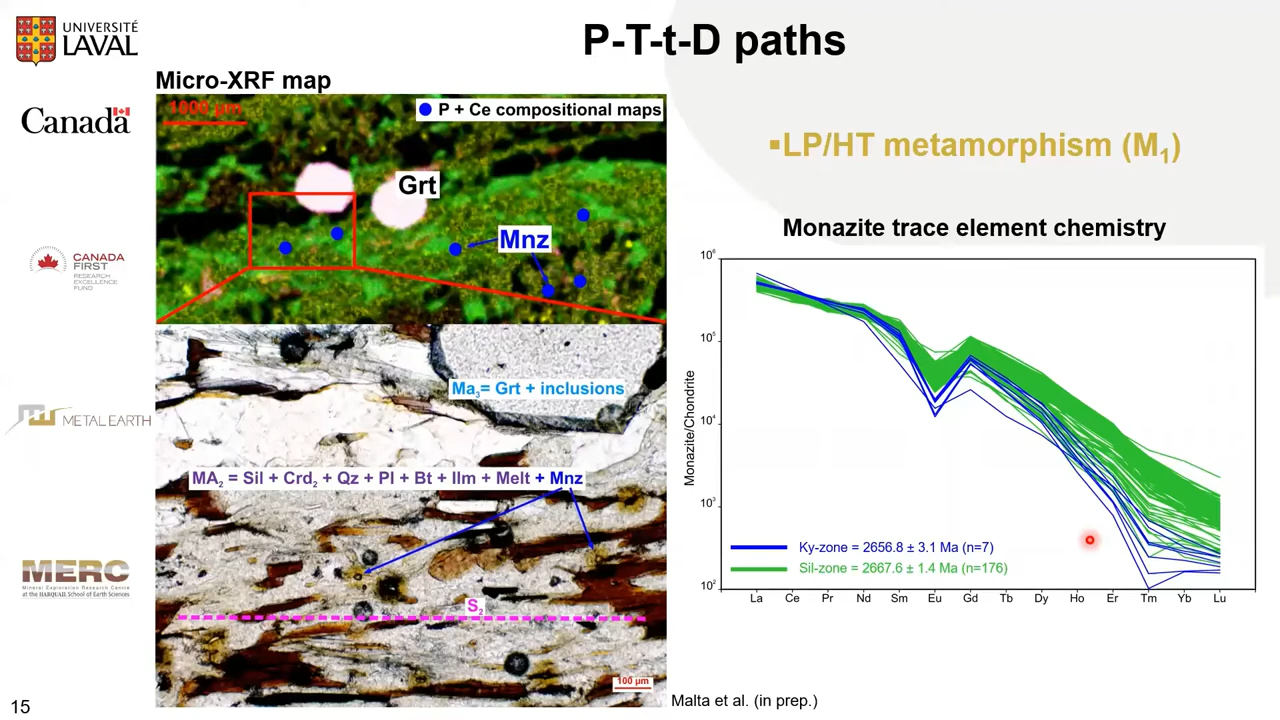 UNIVERSITÉ
LAVAL
Canada
CANADA
FIRST
RESEARCH
EXCELLENCE
FUND
METAL EARTH
MERC
Mineral Exploration Research Centre
at the HARQUAIL School of Earth Sciences
15
P-T-t-D paths
Micro-XRF map
1000 µm
P + Ce compositional maps
Grt
Mnz
Ma₃= Grt + inclusions
MA₂ = Sil + Crd₂ + Qz + Pl + Bt + Ilm + Melt + Mnz
S₂
100 µm
▪LP/HT metamorphism (M₁)
Monazite trace element chemistry
Monazite/Chondrite
10⁶
10⁵
10⁴
10³
10²
Ky-zone = 2656.8 ± 3.1 Ma (n=7)
Sil-zone = 2667.6 ± 1.4 Ma (n=176)
La Ce Pr Nd Sm Eu Gd Tb Dy Ho Er Tm Yb Lu
Malta et al. (in prep.)